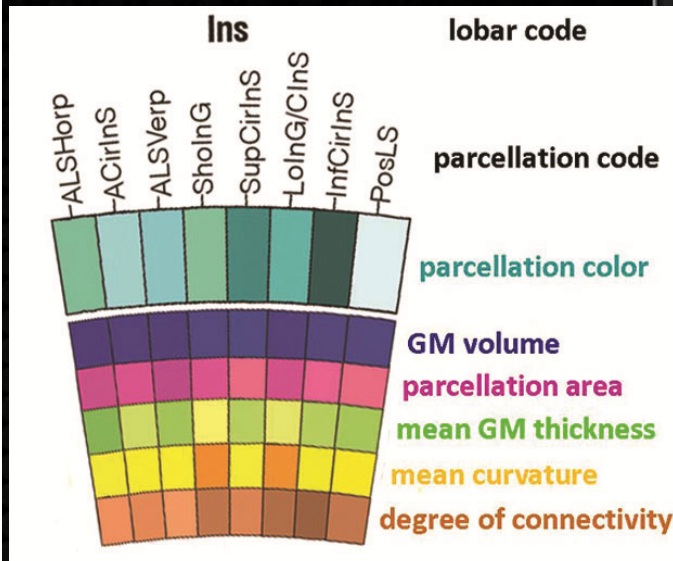 Ins
lobar code
ALSHorp
ACirInS
ALSVerp
ShoInG
SupCirInS
LoInG/CInS
InfCirInS
PosLS
parcellation code
parcellation color
GM volume
parcellation area
mean GM thickness
mean curvature
degree of connectivity